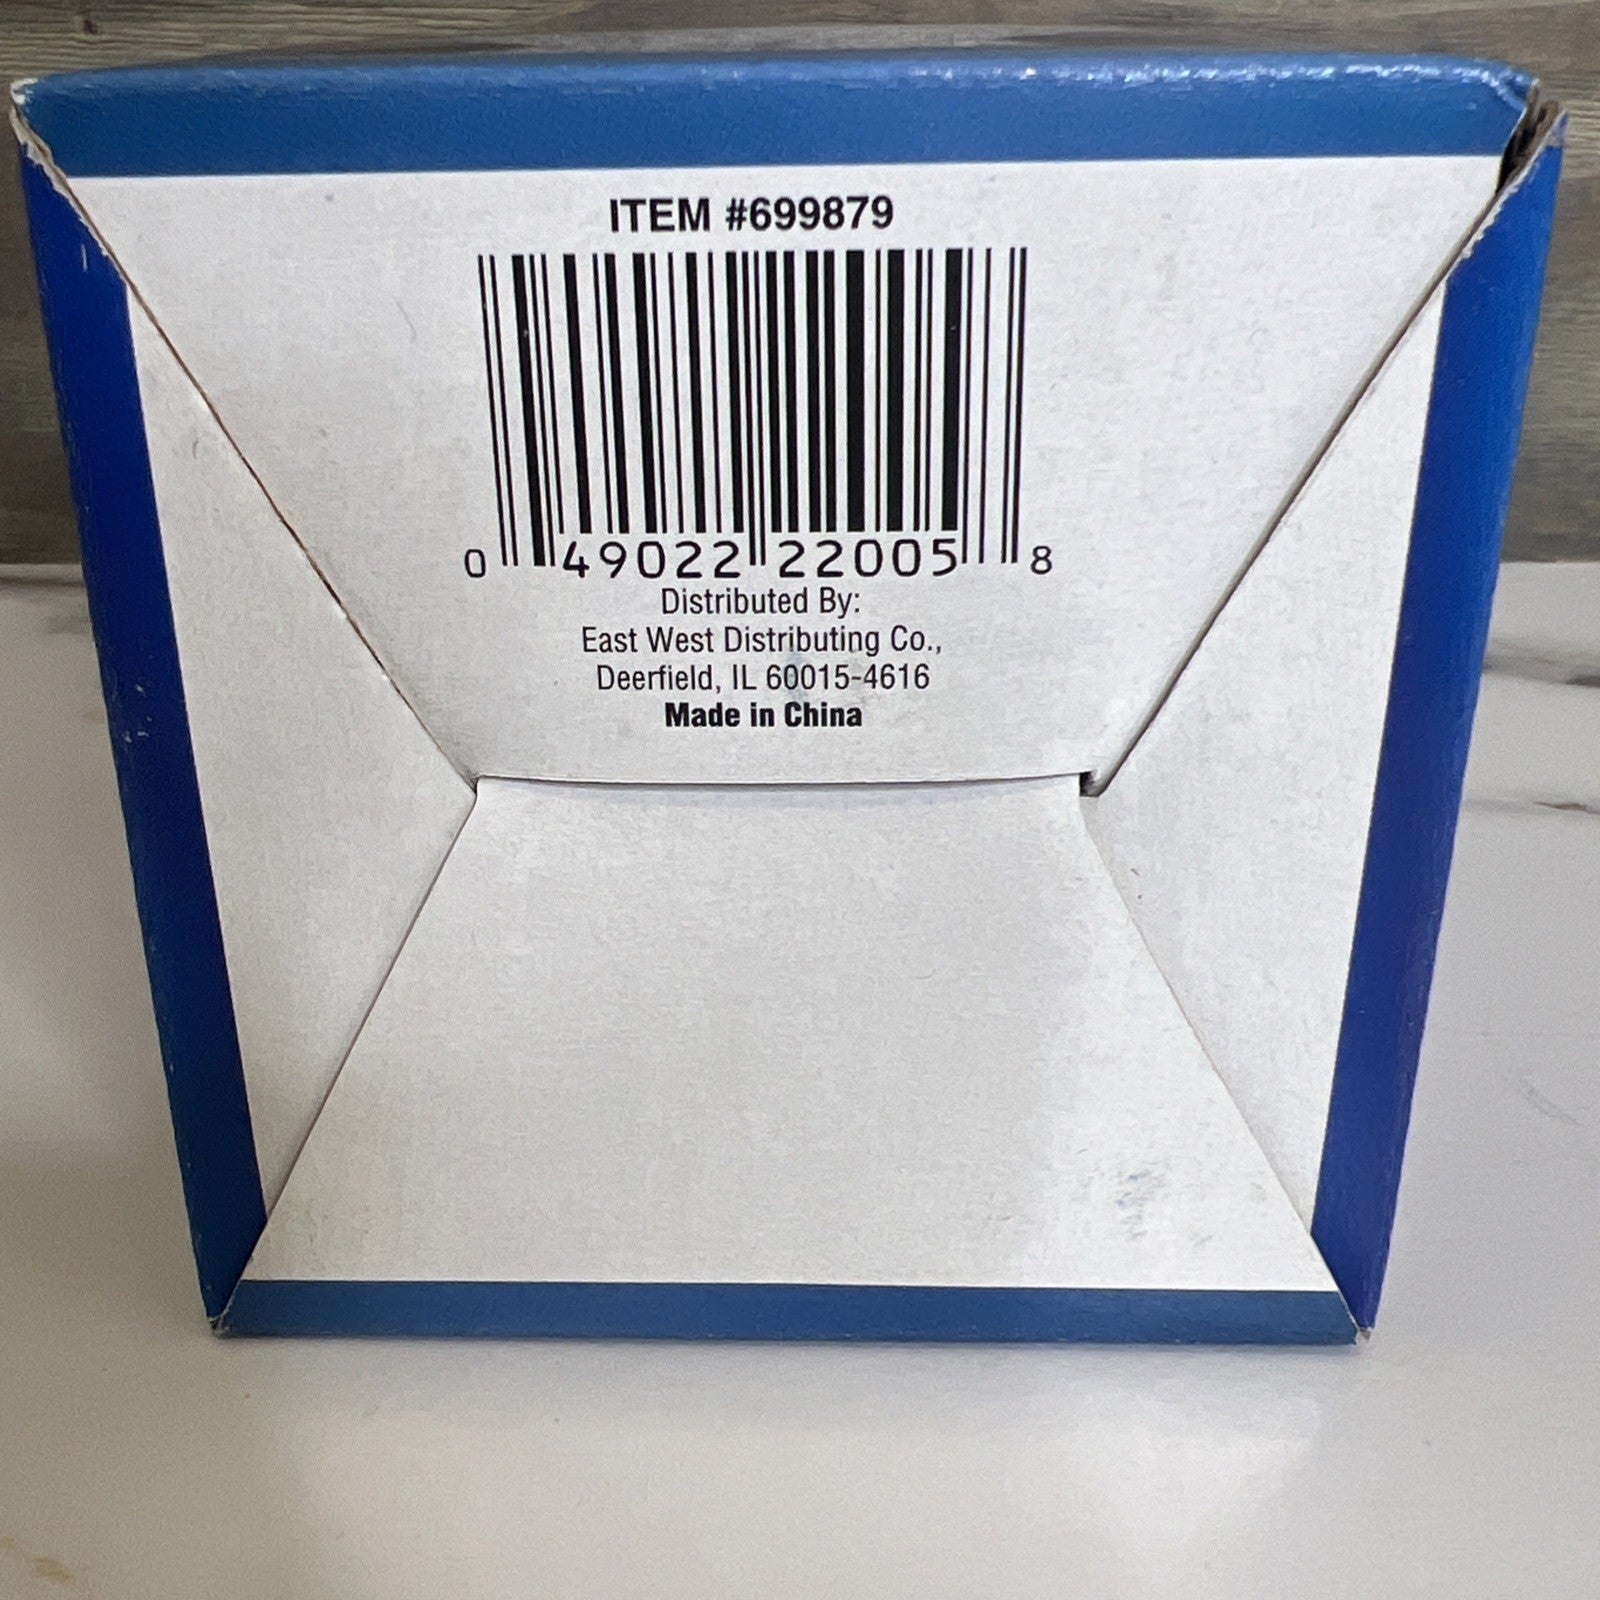 ITEM #699879
0 49022 22005 8
Distributed By:
East West Distributing Co.,
Deerfield, IL 60015-4616
Made in China